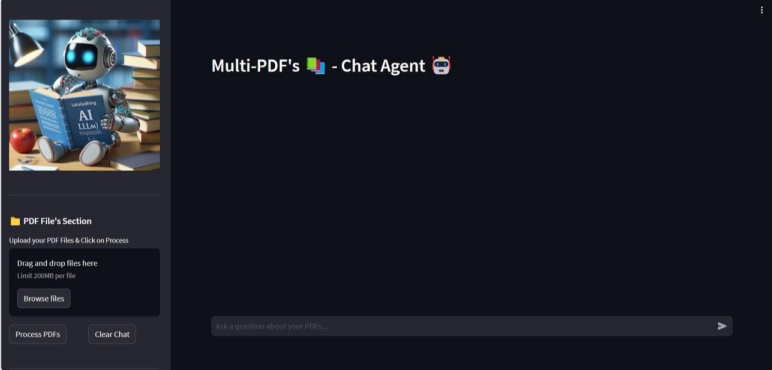 AI
LLM
PDF File's Section
Upload your PDF Files & Click on Process
Drag and drop files here
Limit 200MB per file
Browse files
Process PDFs
Clear Chat
Multi-PDF's - Chat Agent
Ask a question about your PDFs...